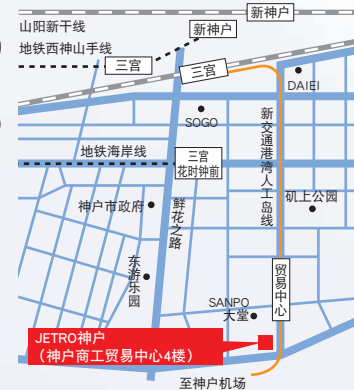 新神户
山阳新干线
新神户
地铁西神山手线
三宫
三宫
DAIEI
SOGO
新交通港湾人工岛线
地铁海岸线
三宫
花时钟前
神户市政府
鲜花之路
矶上公园
东游乐园
贸易中心
SANPO
大堂
JETRO神户
（神户商工贸易中心4楼）
至神户机场